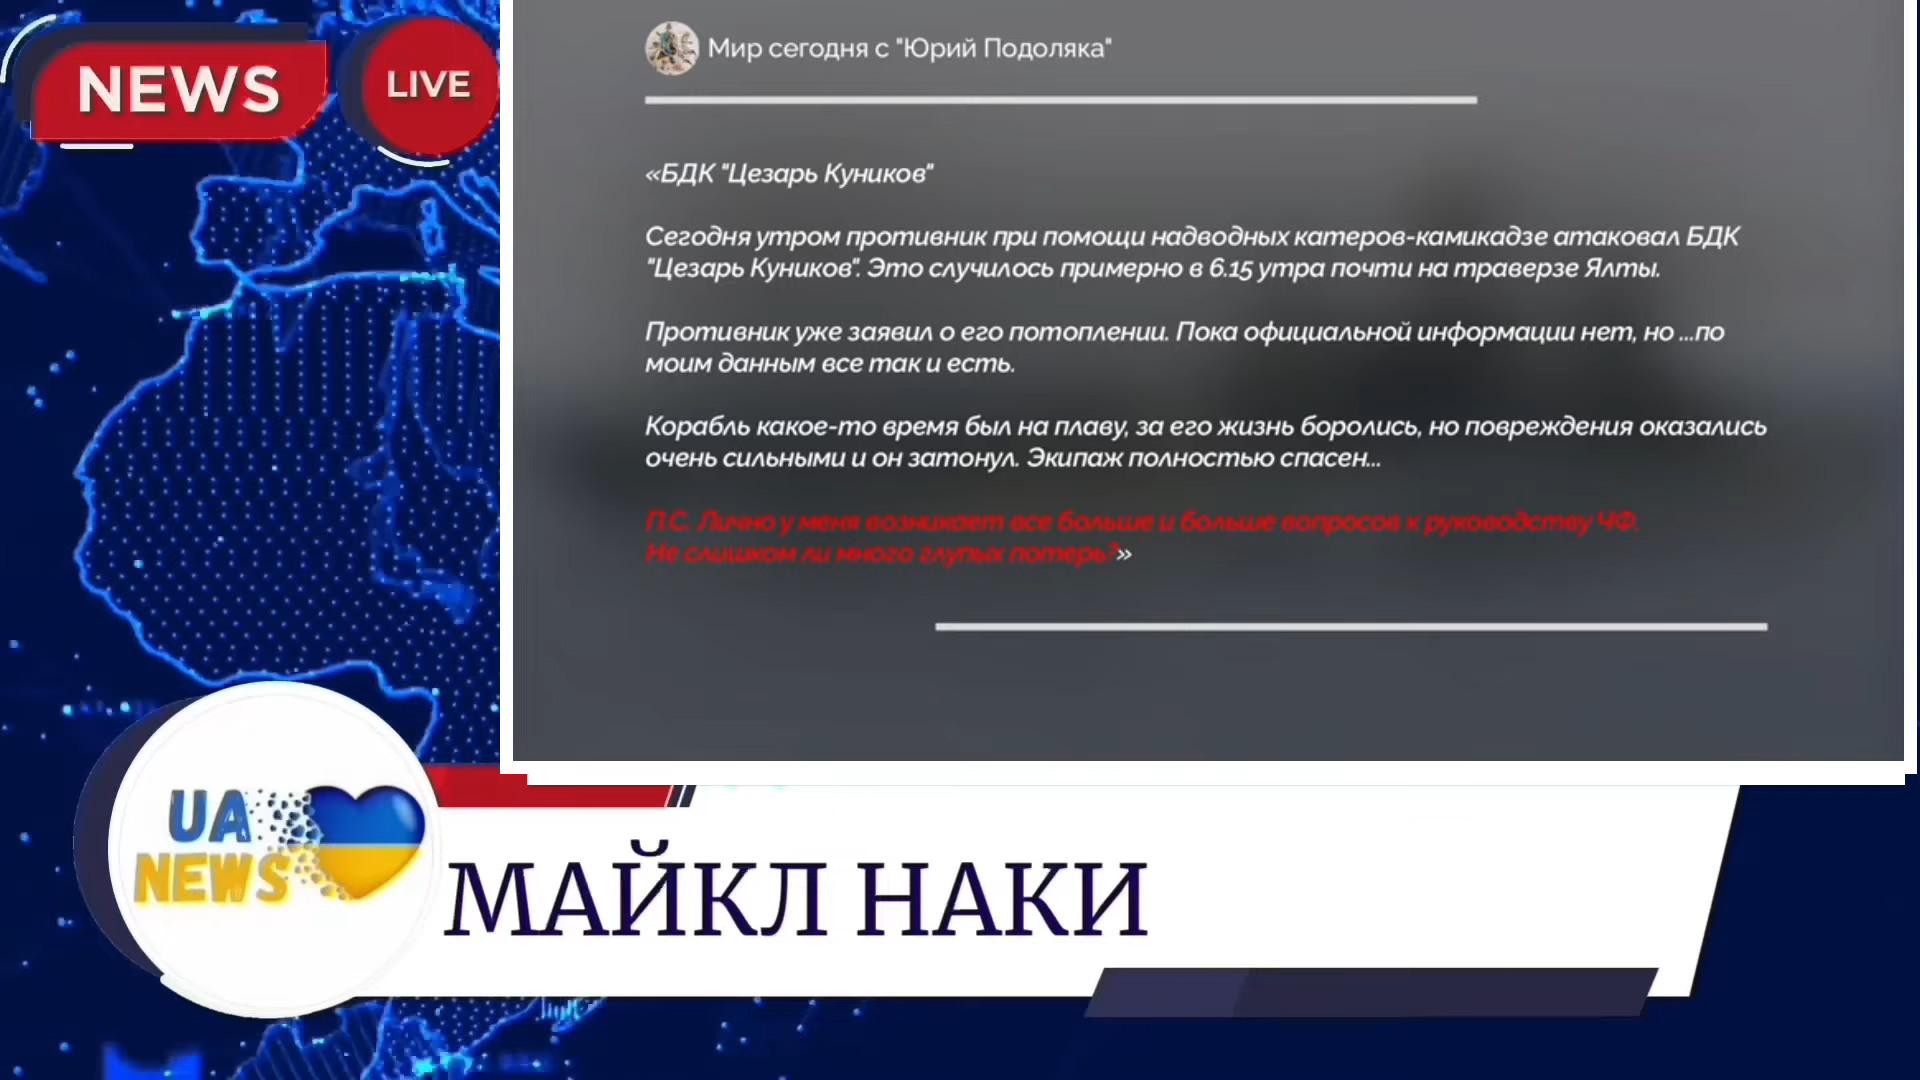 NEWS
LIVE
Мир сегодня с "Юрий Подоляка"
«БДК "Цезарь Куников"
Сегодня утром противник при помощи надводных катеров-камикадзе атаковал БДК
"Цезарь Куников". Это случилось примерно в 6.15 утра почти на траверзе Ялты.
Противник уже заявил о его потоплении. Пока официальной информации нет, но ...по
моим данным все так и есть.
Корабль какое-то время был на плаву, за его жизнь боролись, но повреждения оказались
очень сильными и он затонул. Экипаж полностью спасен...
П.С. Лично у меня возникает все больше и больше вопросов к руководству ЧФ.
Не слишком ли много глупых потерь?»
UA
NEWS
МАЙКЛ НАКИ